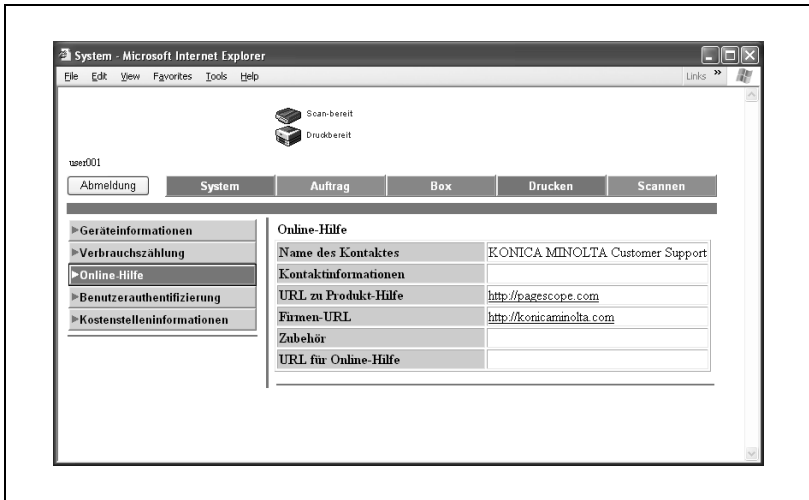 System - Microsoft Internet Explorer
File Edit View Favorites Tools Help Links »
Scan-bereit
Druckbereit
user001
Abmeldung System Auftrag Box Drucken Scannen
Geräteinformationen
Verbrauchszählung
Online-Hilfe
Benutzerauthentifizierung
Kostenstelleninformationen
Online-Hilfe
Name des Kontaktes KONICA MINOLTA Customer Support
Kontaktinformationen
URL zu Produkt-Hilfe http://pagescope.com
Firmen-URL http://konicaminolta.com
Zubehör
URL für Online-Hilfe